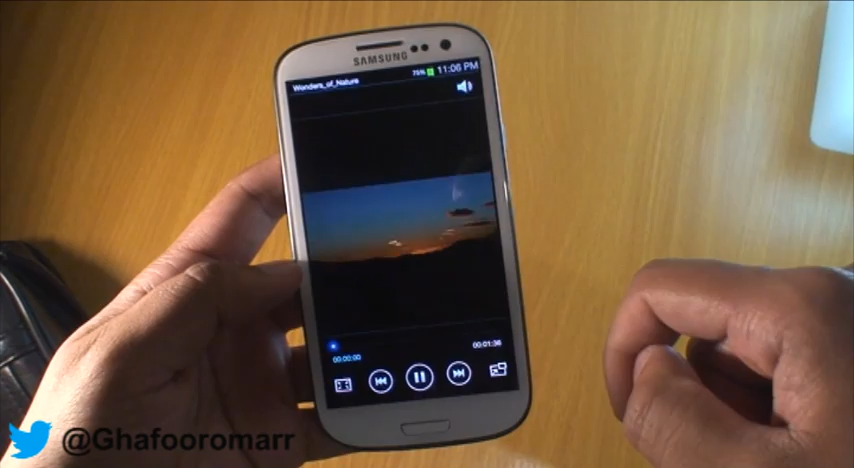 SAMSUNG
75% 11:06 PM
Wonders_of_Nature
00:00:00
00:01:36
@Ghafooromarr